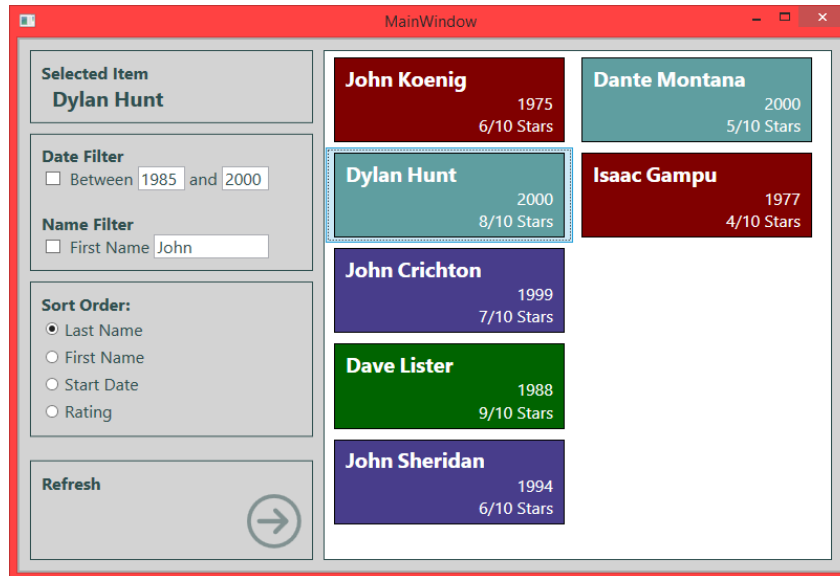 MainWindow
Selected Item
Dylan Hunt
Date Filter
Between 1985 and 2000
Name Filter
First Name John
Sort Order:
Last Name
First Name
Start Date
Rating
Refresh
John Koenig
1975
6/10 Stars
Dylan Hunt
2000
8/10 Stars
John Crichton
1999
7/10 Stars
Dave Lister
1988
9/10 Stars
John Sheridan
1994
6/10 Stars
Dante Montana
2000
5/10 Stars
Isaac Gampu
1977
4/10 Stars